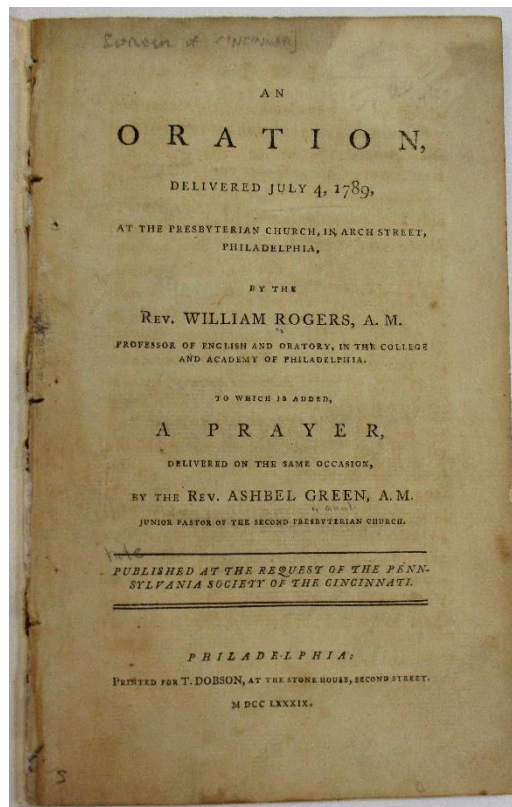 [ORDER of CINCINNATI]
AN
ORATION,
DELIVERED JULY 4, 1789,
AT THE PRESBYTERIAN CHURCH, IN ARCH STREET,
PHILADELPHIA,
BY THE
REV. WILLIAM ROGERS, A. M.
PROFESSOR OF ENGLISH AND ORATORY, IN THE COLLEGE
AND ACADEMY OF PHILADELPHIA.
TO WHICH IS ADDED,
A PRAYER,
DELIVERED ON THE SAME OCCASION,
BY THE REV. ASHBEL GREEN, A. M.
JUNIOR PASTOR OF THE SECOND PRESBYTERIAN CHURCH.
PUBLISHED AT THE REQUEST OF THE PENN-
SYLVANIA SOCIETY OF THE CINCINNATI.
PHILADELPHIA:
PRINTED FOR T. DOBSON, AT THE STONE HOUSE, SECOND STREET.
M DCC LXXXIX.